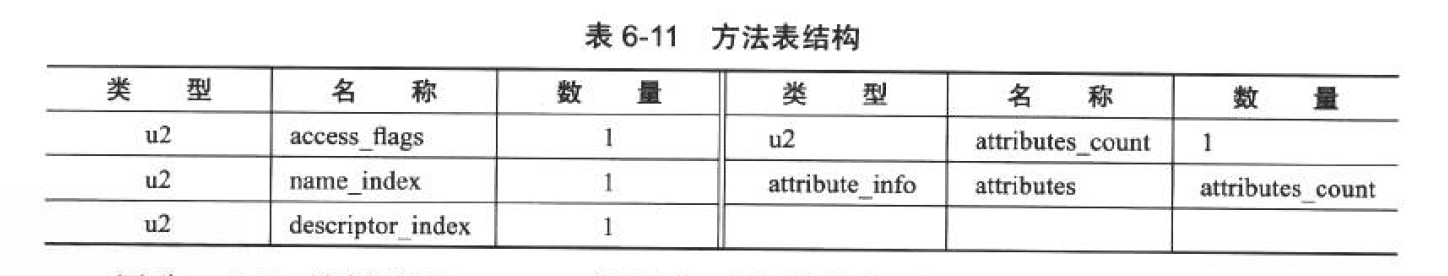 表 6-11 方法表结构
类 型 名 称 数 量 类 型 名 称 数 量
u2 access_flags 1 u2 attributes_count 1
u2 name_index 1 attribute_info attributes attributes_count
u2 descriptor_index 1